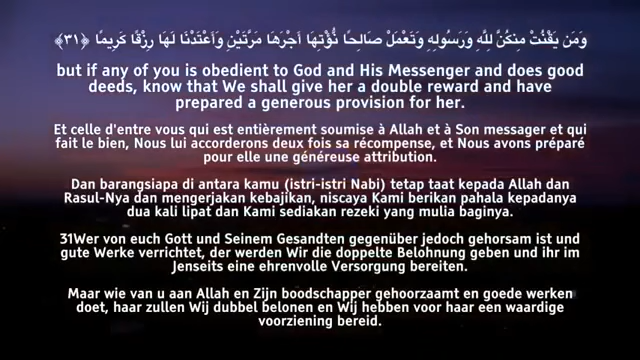 وَمَن يَقْنُتْ مِنكُنَّ لِلَّهِ وَرَسُولِهِ وَتَعْمَلْ صَالِحًا نُّؤْتِهَا أَجْرَهَا مَرَّتَيْنِ وَأَعْتَدْنَا لَهَا رِزْقًا كَرِيمًا ﴿٣١﴾
but if any of you is obedient to God and His Messenger and does good
deeds, know that We shall give her a double reward and have
prepared a generous provision for her.
Et celle d'entre vous qui est entièrement soumise à Allah et à Son messager et qui
fait le bien, Nous lui accorderons deux fois sa récompense, et Nous avons préparé
pour elle une généreuse attribution.
Dan barangsiapa di antara kamu (istri-istri Nabi) tetap taat kepada Allah dan
Rasul-Nya dan mengerjakan kebajikan, niscaya Kami berikan pahala kepadanya
dua kali lipat dan Kami sediakan rezeki yang mulia baginya.
31Wer von euch Gott und Seinem Gesandten gegenüber jedoch gehorsam ist und
gute Werke verrichtet, der werden Wir die doppelte Belohnung geben und ihr im
Jenseits eine ehrenvolle Versorgung bereiten.
Maar wie van u aan Allah en Zijn boodschapper gehoorzaamt en goede werken
doet, haar zullen Wij dubbel belonen en Wij hebben voor haar een waardige
voorziening bereid.